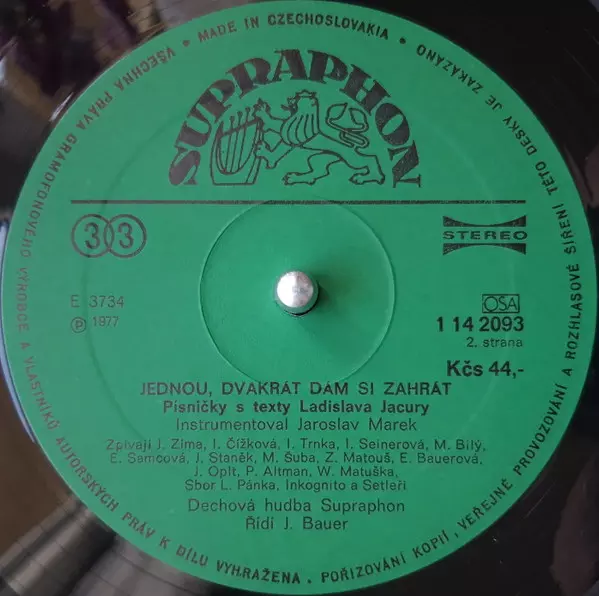 • MADE IN CZECHOSLOVAKIA •
VŠECHNA PRÁVA GRAMOFONOVÉHO VÝROBCE A VLASTNÍKŮ AUTORSKÝCH PRÁV K DÍLU VYHRAŽENA. POŘIZOVÁNÍ KOPIÍ, VEŘEJNÉ PROVOZOVÁNÍ A ROZHLASOVÉ ŠÍŘENÍ TÉTO DESKY JE ZAKÁZÁNO
SUPRAPHON
33
STEREO
E 3734
Ⓟ 1977
OSA
1 14 2093
2. strana
Kčs 44,-
JEDNOU, DVAKRÁT DÁM SI ZAHRÁT
Písničky s texty Ladislava Jacury
Instrumentoval Jaroslav Marek
Zpívají J. Zíma, I. Čížková, I. Trnka, I. Seinerová, M. Bílý,
E. Samcová, J. Staněk, M. Šuba, Z. Matouš, E. Bauerová,
J. Oplt, P. Altman, W. Matuška,
Sbor L. Pánka, Inkognito a Setleři
Dechová hudba Supraphon
Řídí J. Bauer